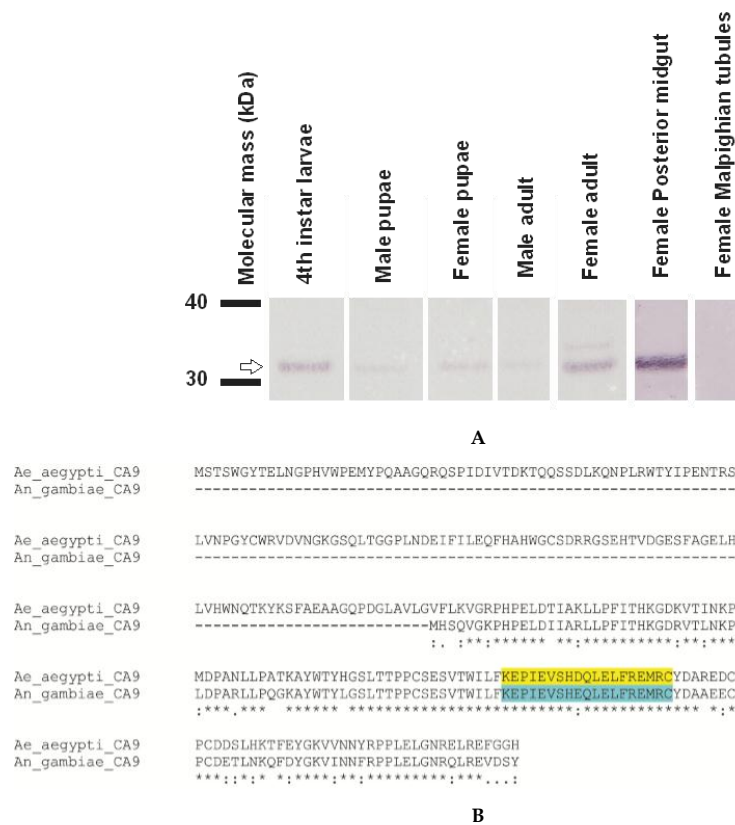 Molecular mass (kDa)
4th instar larvae
Male pupae
Female pupae
Male adult
Female adult
Female Posterior midgut
Female Malpighian tubules
40
30
A
Ae_aegypti_CA9 MSTSWGYTELNGPHVWPEMYPQAAGQRQSPIDIVTDKTQQSSDLKQNPLRWTYIPENTRS
An_gambiae_CA9 ------------------------------------------------------------
Ae_aegypti_CA9 LVNPGYCWRVDVNGKGSQLTGGPLNDEIFILEQFHAHWGCSDRRGSEHTVDGESFAGELH
An_gambiae_CA9 ------------------------------------------------------------
Ae_aegypti_CA9 LVHWNQTKYKSFAEAAGQPDGLAVLGVFLKVGRPHPELDTIAKLLPFITHKGDKVTINKP
An_gambiae_CA9 --------------------------MHSQVGKPHPELDIIARLLPFITHKGDRVTLNKP
:. :**:****** **:**********:**:***
Ae_aegypti_CA9 MDPANLLPATKAYWTYHGSLTTPPCSESVTWILFKEPIEVSHDQLELFREMRCYDAREDC
An_gambiae_CA9 LDPARLLPQGKAYWTYLGSLTTPPCSESVTWILFKEPIEVSHEQLELFREMRCYDAAEEC
:***.***  ****** *************************:************* *:*
Ae_aegypti_CA9 PCDDSLHKTFEYGKVVNNYRPPLELGNRELREFGGH
An_gambiae_CA9 PCDETLNKQFDYGKVINNFRPPLELGNRQLREVDSY
***::*:* *:****:**:*********:***...:
B